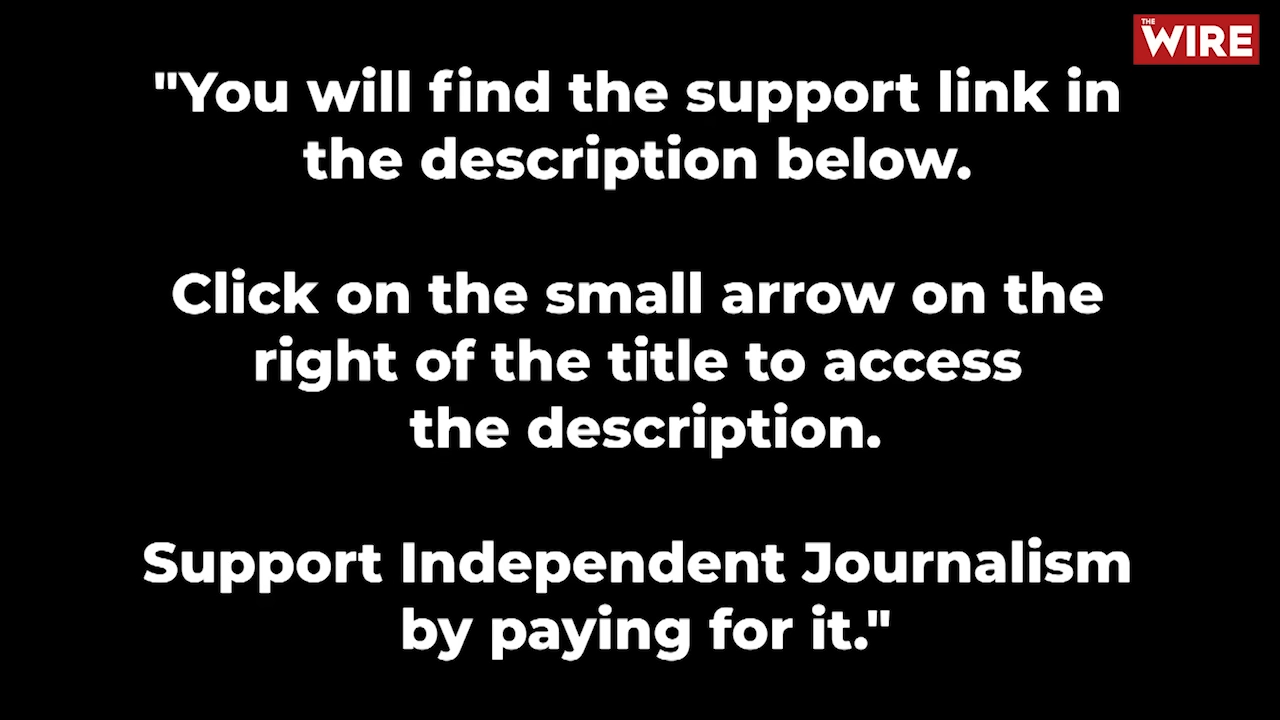 THE
WIRE
"You will find the support link in
the description below.
Click on the small arrow on the
right of the title to access
the description.
Support Independent Journalism
by paying for it."